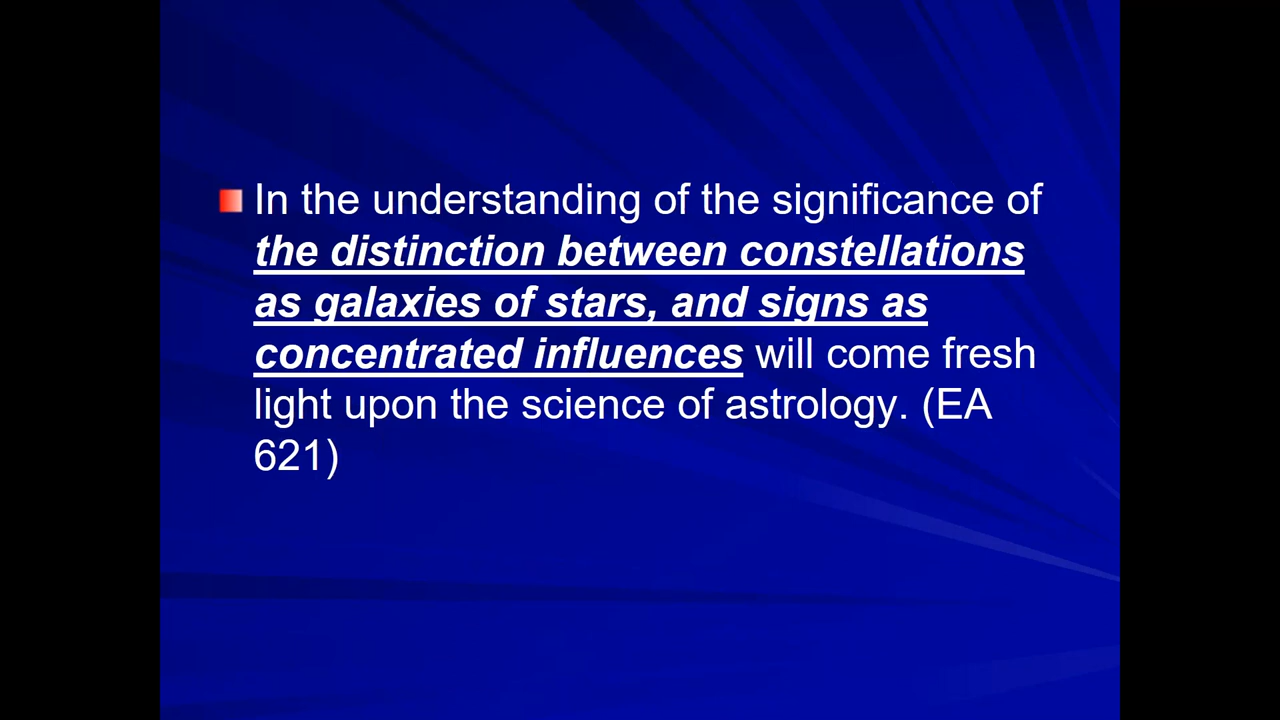 In the understanding of the significance of
the distinction between constellations
as galaxies of stars, and signs as
concentrated influences will come fresh
light upon the science of astrology. (EA
621)